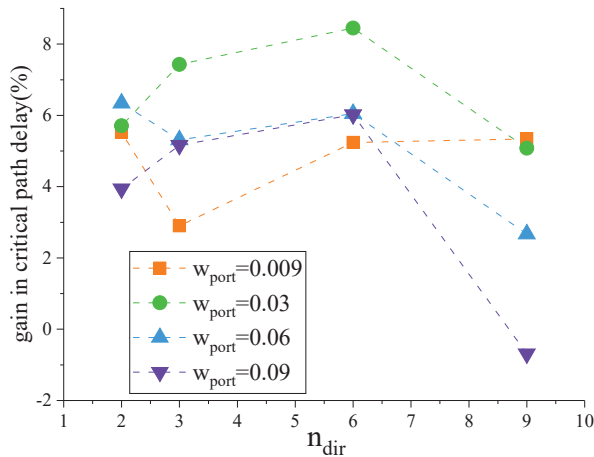 gain in critical path delay(%)
8
6
4
2
0
-2
w_port=0.009
w_port=0.03
w_port=0.06
w_port=0.09
1 2 3 4 5 6 7 8 9 10
n_dir